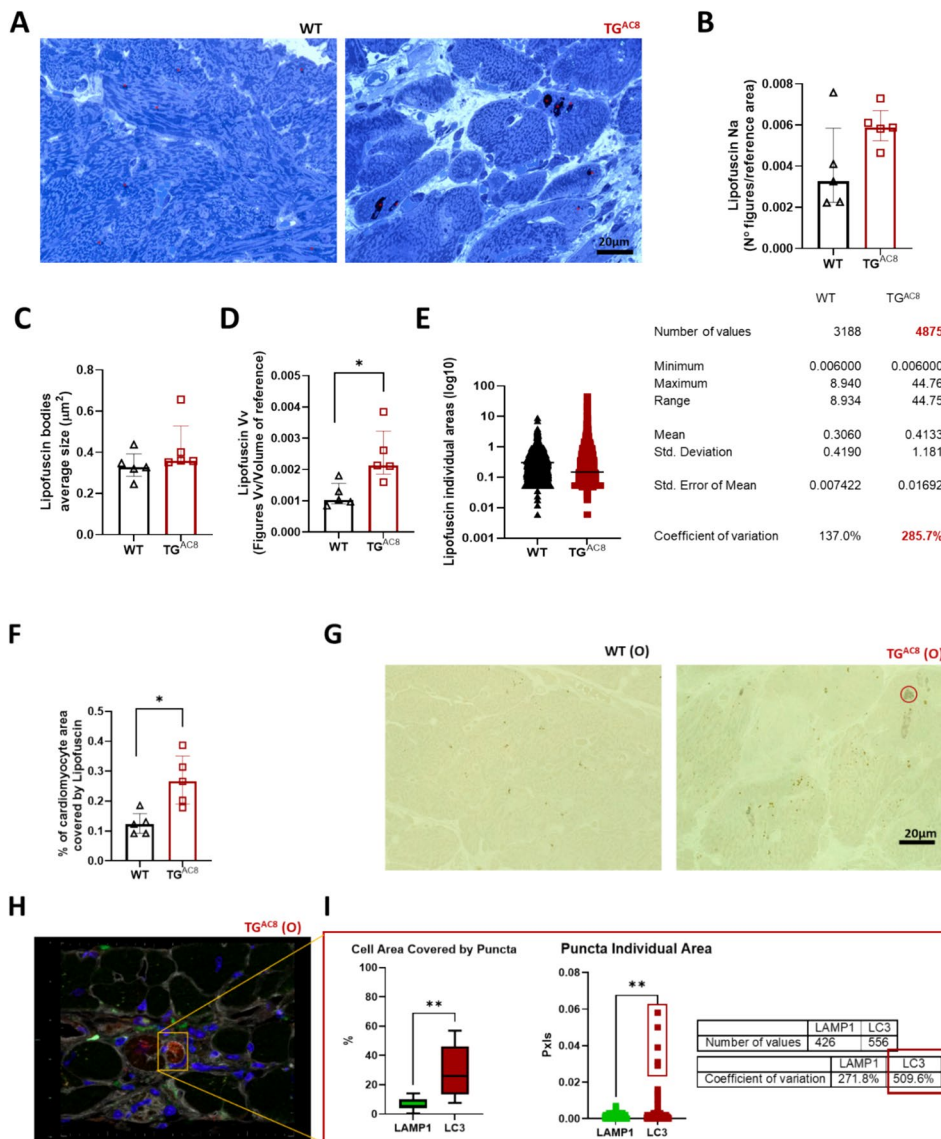 A
WT
TG^AC8
20µm
B
Lipofuscin Na
(Nº figures/reference area)
0.008
0.006
0.004
0.002
0.000
WT
TG^AC8
C
Lipofuscin bodies
average size (µm²)
0.8
0.6
0.4
0.2
0.0
WT
TG^AC8
D
Lipofuscin Vv
(Figures Vv/Volume of reference)
0.005
0.004
0.003
0.002
0.001
0.000
*
WT
TG^AC8
E
Lipofuscin individual areas (log10)
100
10
1
0.1
0.01
0.001
WT
TG^AC8
WT TG^AC8
Number of values 3188 4875
Minimum 0.006000 0.006000
Maximum 8.940 44.76
Range 8.934 44.75
Mean 0.3060 0.4133
Std. Deviation 0.4190 1.181
Std. Error of Mean 0.007422 0.01692
Coefficient of variation 137.0% 285.7%
F
% of cardiomyocyte area
covered by Lipofuscin
0.5
0.4
0.3
0.2
0.1
0.0
*
WT
TG^AC8
G
WT (O)
TG^AC8 (O)
20µm
H
TG^AC8 (O)
I
Cell Area Covered by Puncta
%
100
80
60
40
20
0
**
LAMP1
LC3
Puncta Individual Area
Pxls
0.08
0.06
0.04
0.02
0.00
**
LAMP1
LC3
LAMP1 LC3
Number of values 426 556
LAMP1 LC3
Coefficient of variation 271.8% 509.6%